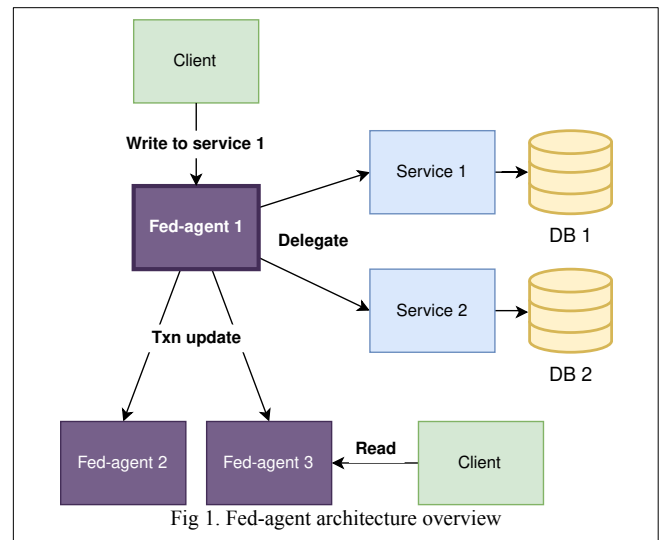 Client
Write to service 1
Service 1
Fed-agent 1
DB 1
Delegate
Service 2
Txn update
DB 2
Fed-agent 2
Fed-agent 3
Read
Client
Fig 1. Fed-agent architecture overview